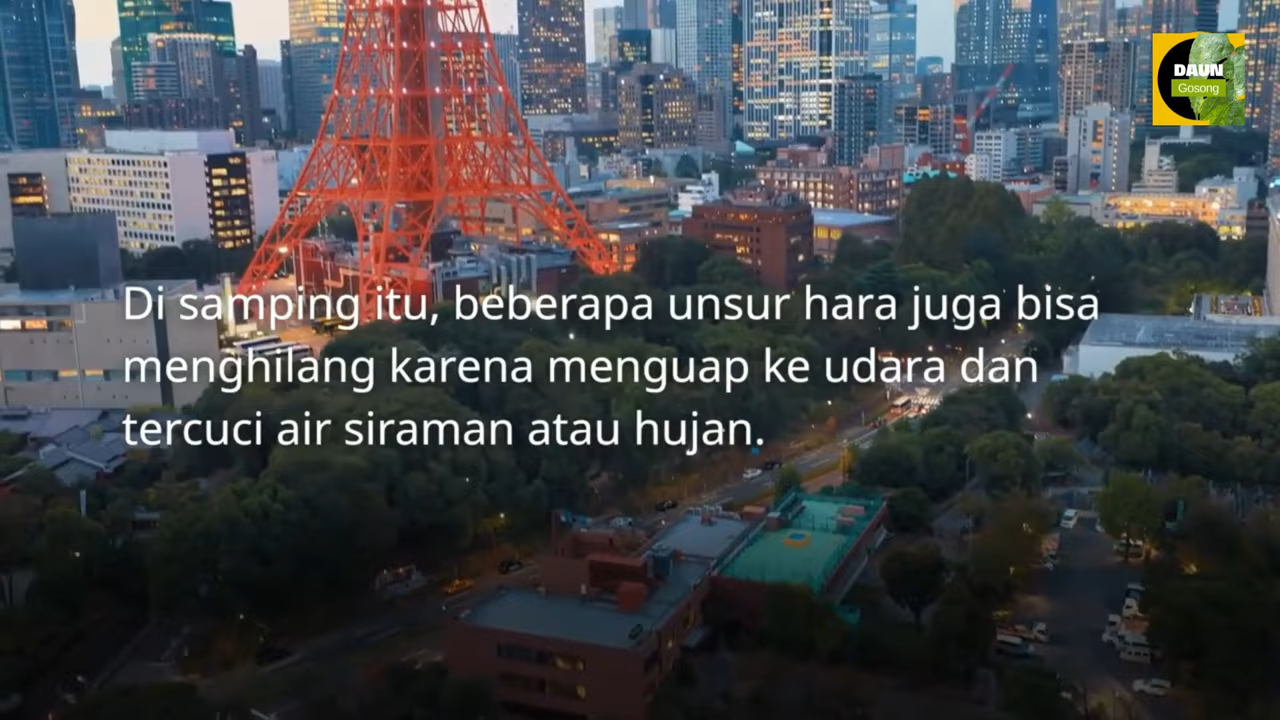 DAUN
Gosong
Di samping itu, beberapa unsur hara juga bisa
menghilang karena menguap ke udara dan
tercuci air siraman atau hujan.